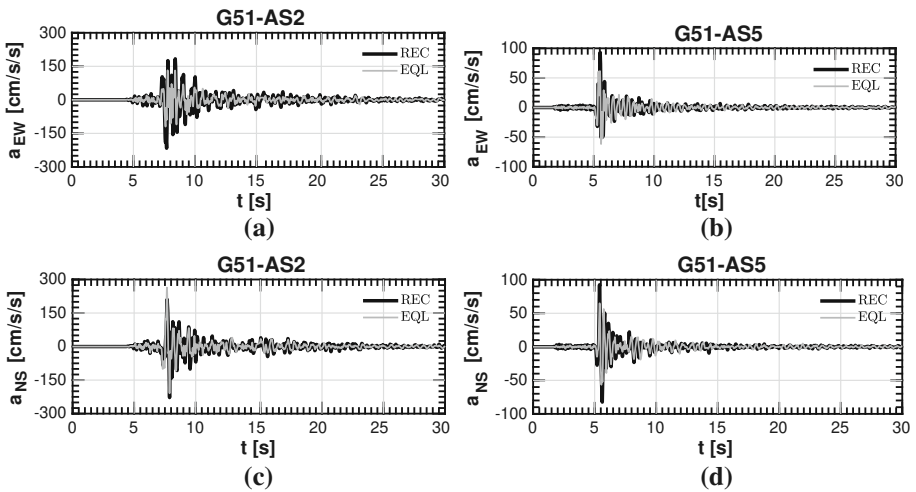 G51-AS2
300
150
0
-150
-300
a_EW [cm/s/s]
REC
EQL
0 5 10 15 20 25 30
t [s]
(a)
G51-AS5
100
50
0
-50
-100
a_EW [cm/s/s]
REC
EQL
0 5 10 15 20 25 30
t[s]
(b)
G51-AS2
300
150
0
-150
-300
a_NS [cm/s/s]
REC
EQL
0 5 10 15 20 25 30
t [s]
(c)
G51-AS5
100
50
0
-50
-100
a_NS [cm/s/s]
REC
EQL
0 5 10 15 20 25 30
t [s]
(d)